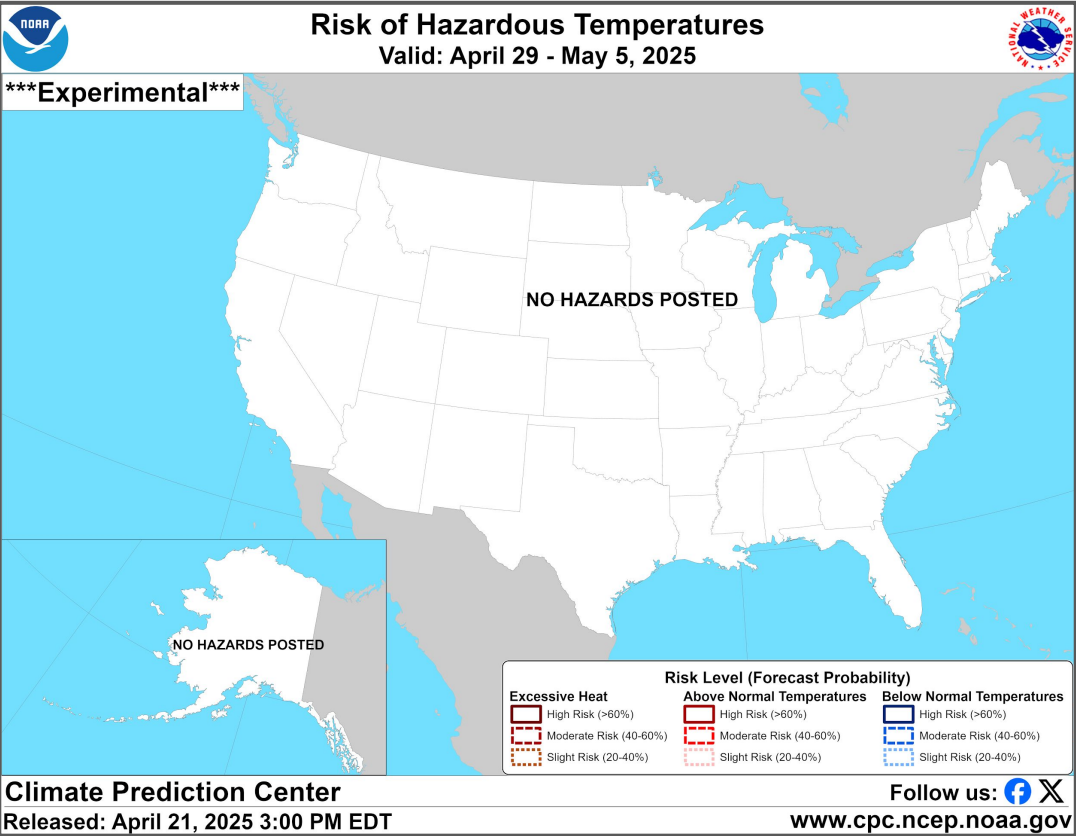 NOAA
Risk of Hazardous Temperatures
Valid: April 29 - May 5, 2025
NATIONAL WEATHER SERVICE
***Experimental***
NO HAZARDS POSTED
NO HAZARDS POSTED
Risk Level (Forecast Probability)
Excessive Heat
High Risk (>60%)
Moderate Risk (40-60%)
Slight Risk (20-40%)
Above Normal Temperatures
High Risk (>60%)
Moderate Risk (40-60%)
Slight Risk (20-40%)
Below Normal Temperatures
High Risk (>60%)
Moderate Risk (40-60%)
Slight Risk (20-40%)
Climate Prediction Center
Follow us:
Released: April 21, 2025 3:00 PM EDT
www.cpc.ncep.noaa.gov